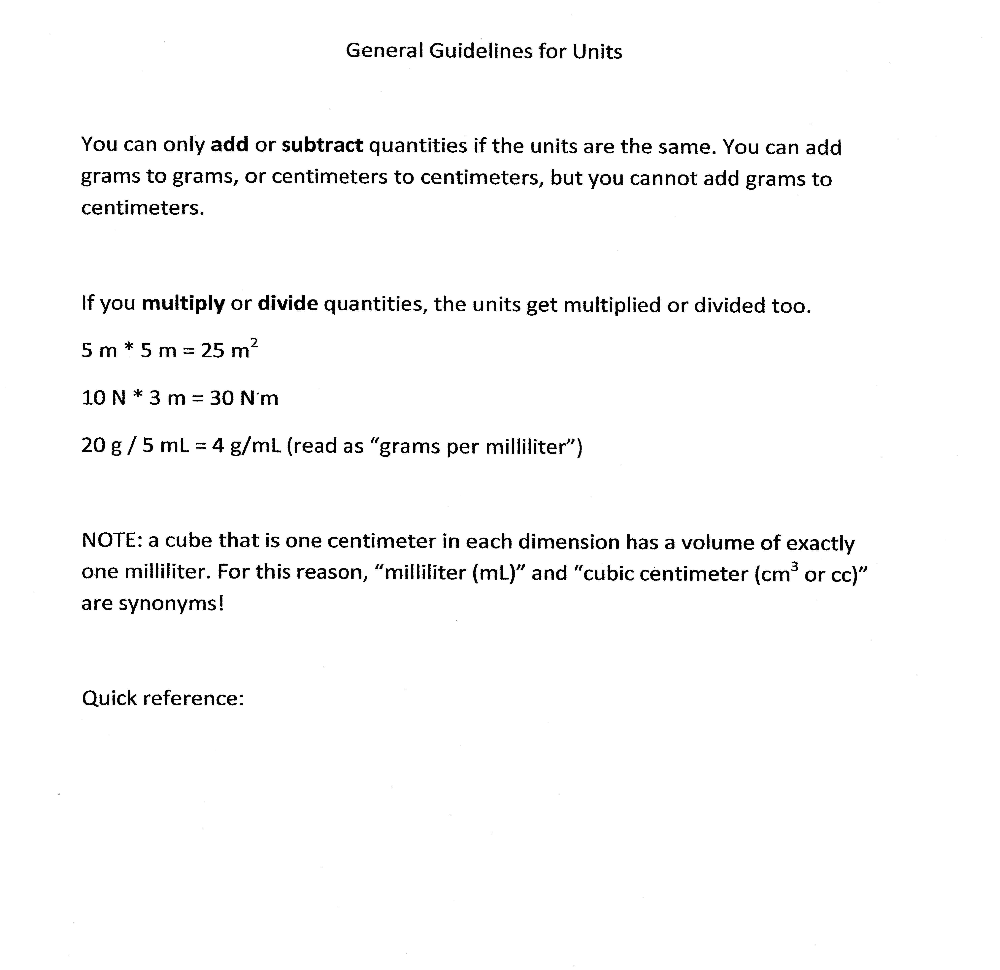 General Guidelines for Units
You can only add or subtract quantities if the units are the same. You can add
grams to grams, or centimeters to centimeters, but you cannot add grams to
centimeters.
If you multiply or divide quantities, the units get multiplied or divided too.
5 m * 5 m = 25 m²
10 N * 3 m = 30 N·m
20 g / 5 mL = 4 g/mL (read as “grams per milliliter”)
NOTE: a cube that is one centimeter in each dimension has a volume of exactly
one milliliter. For this reason, “milliliter (mL)” and “cubic centimeter (cm³ or cc)”
are synonyms!
Quick reference: